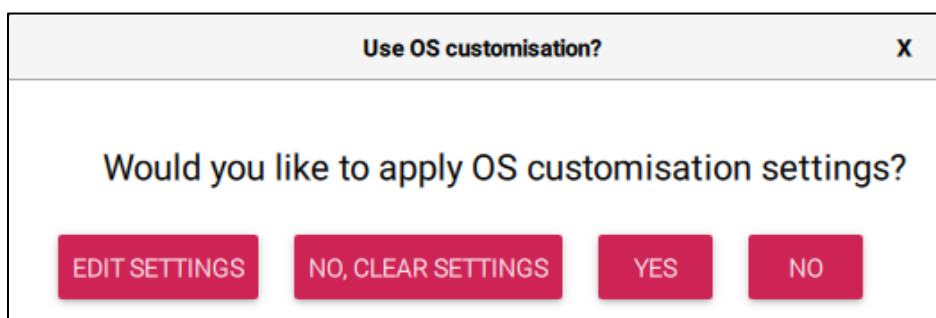 Use OS customisation? X
Would you like to apply OS customisation settings?
EDIT SETTINGS NO, CLEAR SETTINGS YES NO